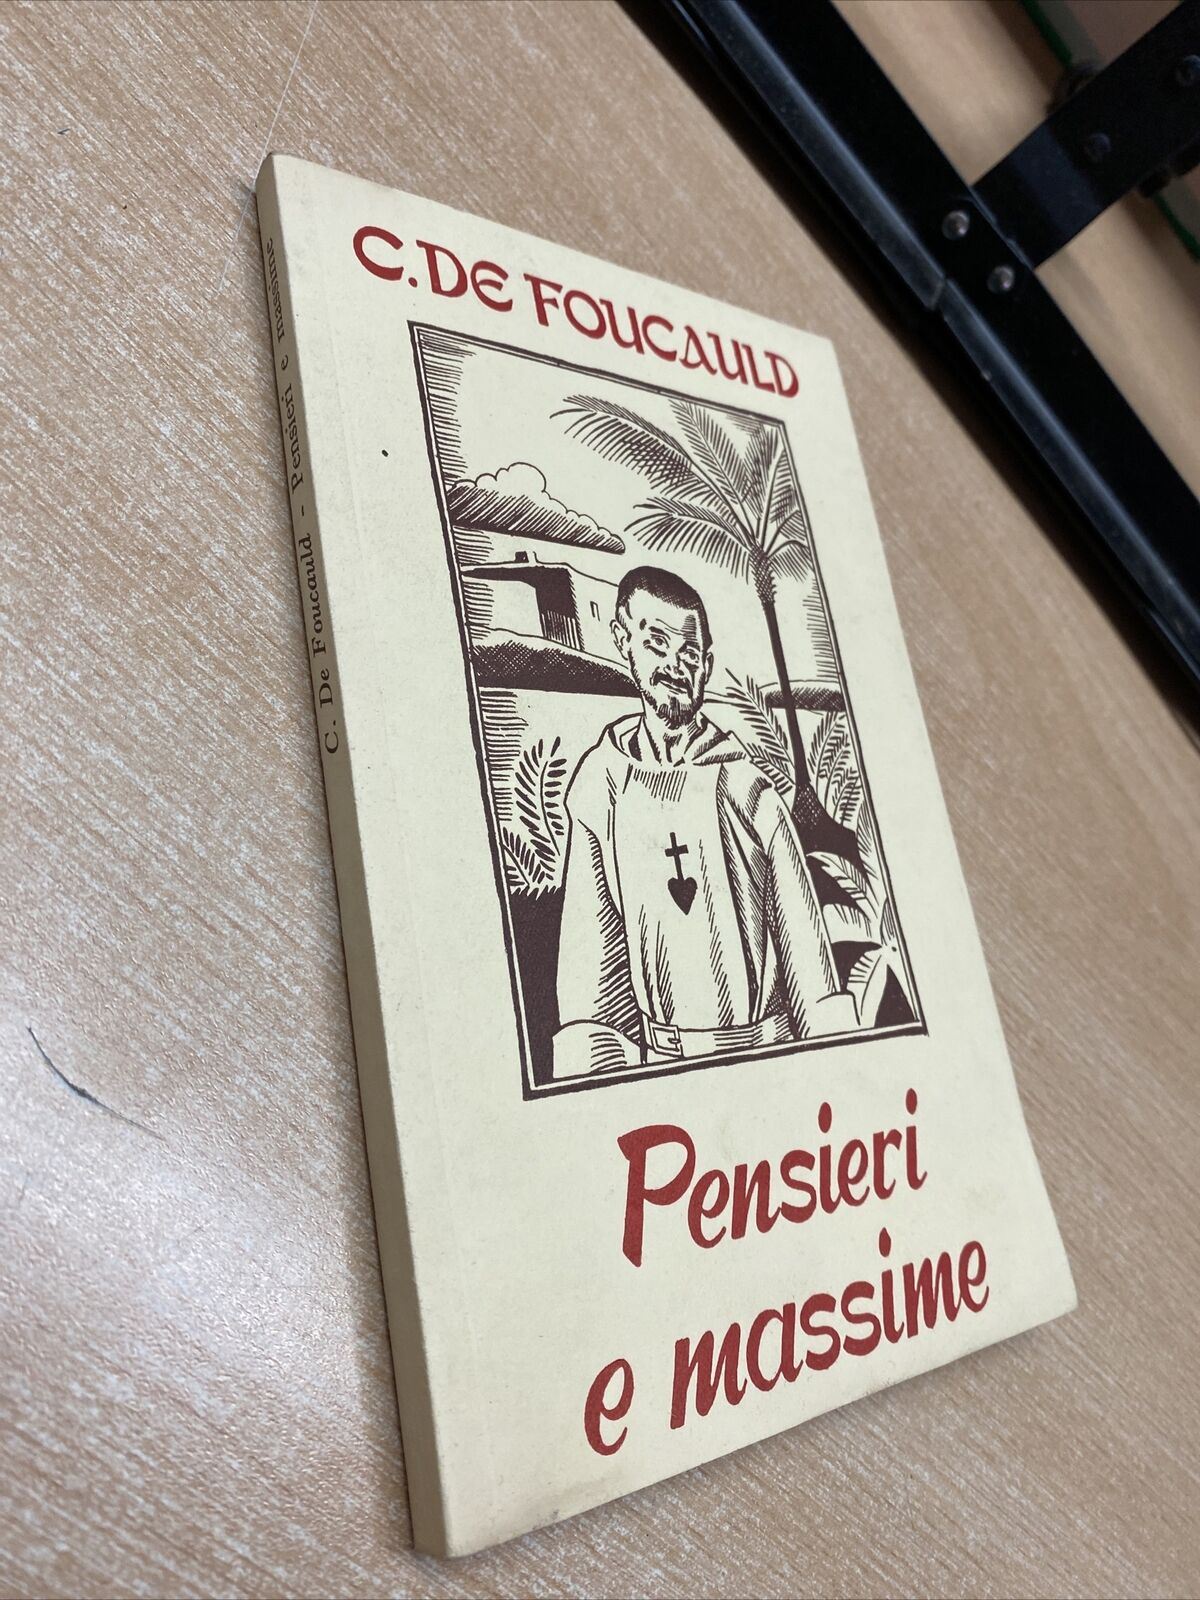 C. DE FOUCAULD
Pensieri
e massime
C. De Foucauld - Pensieri e massime